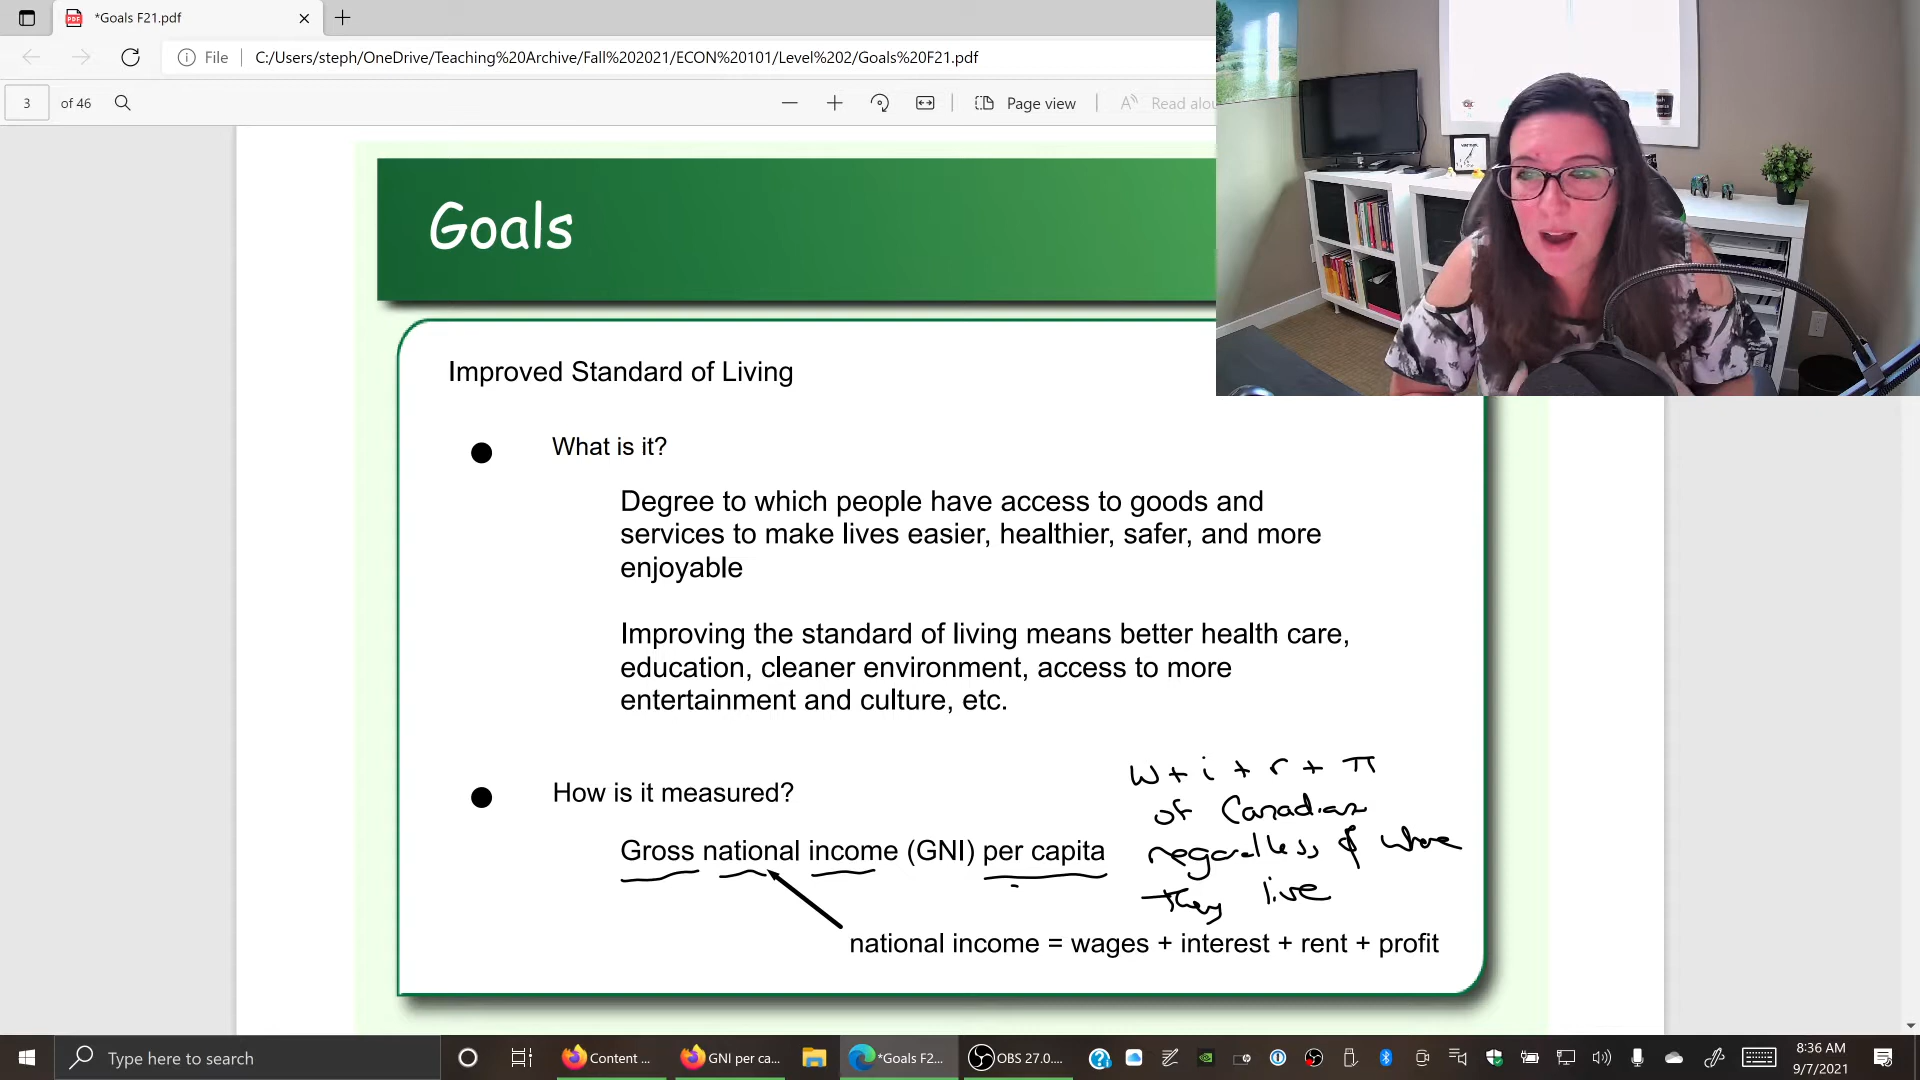 *Goals F21.pdf
File C:/Users/steph/OneDrive/Teaching%20Archive/Fall%202021/ECON%20101/Level%202/Goals%20F21.pdf
3 of 46 Page view Read alou
Goals
Improved Standard of Living
What is it?
Degree to which people have access to goods and
services to make lives easier, healthier, safer, and more
enjoyable
Improving the standard of living means better health care,
education, cleaner environment, access to more
entertainment and culture, etc.
w + i + r + π
How is it measured?
of Canadians
Gross national income (GNI) per capita
regardless of where
they live
national income = wages + interest + rent + profit
Type here to search
Content ...
GNI per ca...
*Goals F2...
OBS 27.0....
8:36 AM
9/7/2021